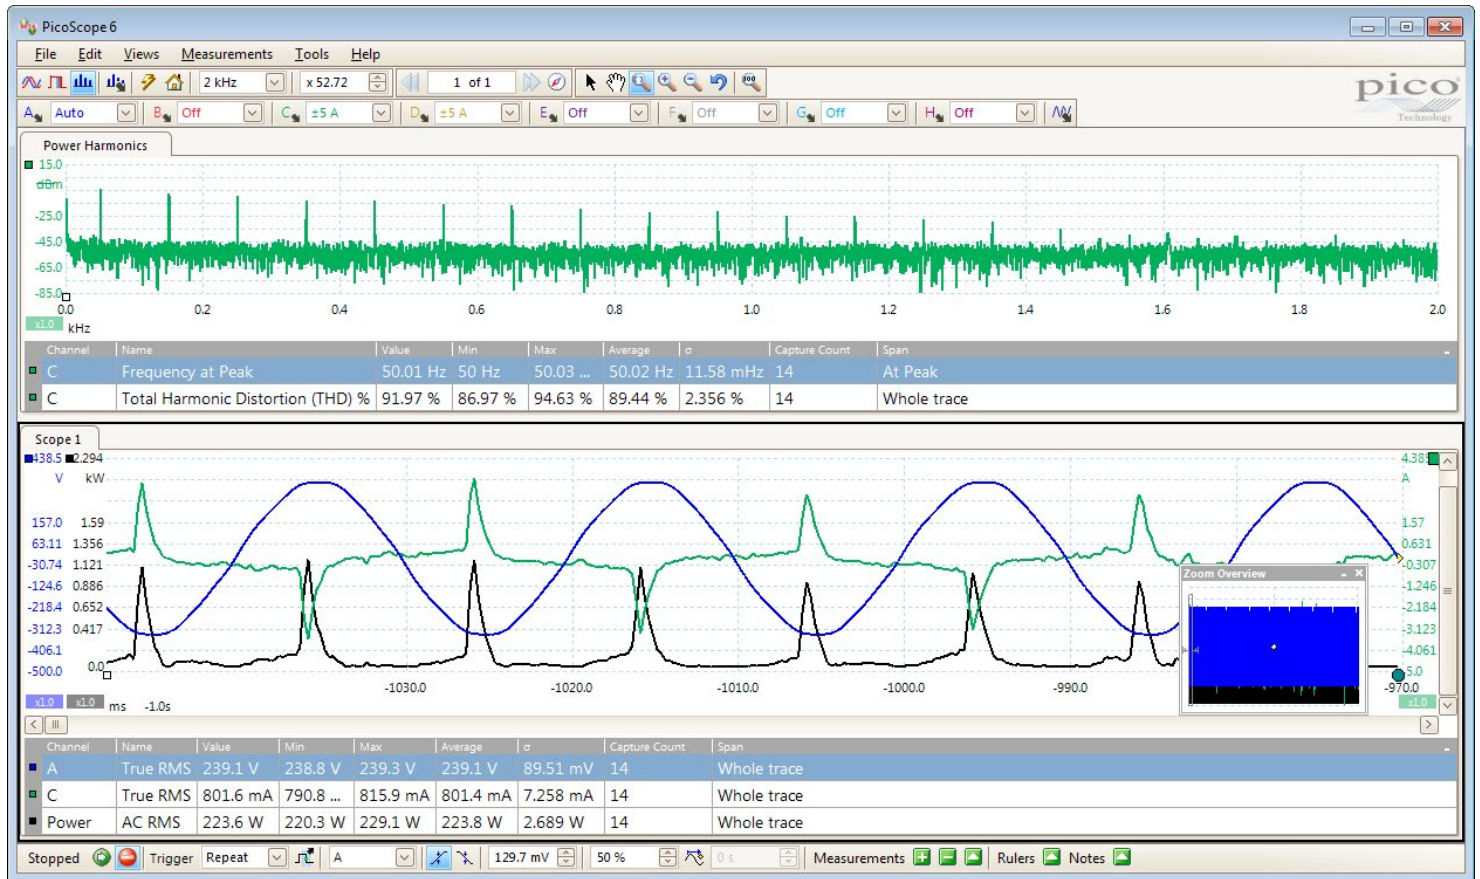 PicoScope 6
File Edit Views Measurements Tools Help
2 kHz x 52.72 1 of 1
pico
Technology
A Auto B Off C ±5 A D ±5 A E Off F Off G Off H Off
Power Harmonics
15.0
dBm
-25.0
-45.0
-65.0
-85.0
0.0 0.2 0.4 0.6 0.8 1.0 1.2 1.4 1.6 1.8 2.0
x1.0 kHz
Channel Name Value Min Max Average σ Capture Count Span
C Frequency at Peak 50.01 Hz 50 Hz 50.03 ... 50.02 Hz 11.58 mHz 14 At Peak
C Total Harmonic Distortion (THD) % 91.97 % 86.97 % 94.63 % 89.44 % 2.356 % 14 Whole trace
Scope 1
438.5 2.294 4.385
V kW A
157.0 1.59 1.57
63.11 1.356 0.631
-30.74 1.121 -0.307
Zoom Overview
-124.6 0.886 -1.246
-218.4 0.652 -2.184
-312.3 0.417 -3.123
-406.1 -4.061
-500.0 0.0 -5.0
-1030.0 -1020.0 -1010.0 -1000.0 -990.0 -970.0
x1.0 x1.0 ms -1.0s x1.0
Channel Name Value Min Max Average σ Capture Count Span
A True RMS 239.1 V 238.8 V 239.3 V 239.1 V 89.51 mV 14 Whole trace
C True RMS 801.6 mA 790.8 ... 815.9 mA 801.4 mA 7.258 mA 14 Whole trace
Power AC RMS 223.6 W 220.3 W 229.1 W 223.8 W 2.689 W 14 Whole trace
Stopped Trigger Repeat A 129.7 mV 50 % 0 s Measurements Rulers Notes